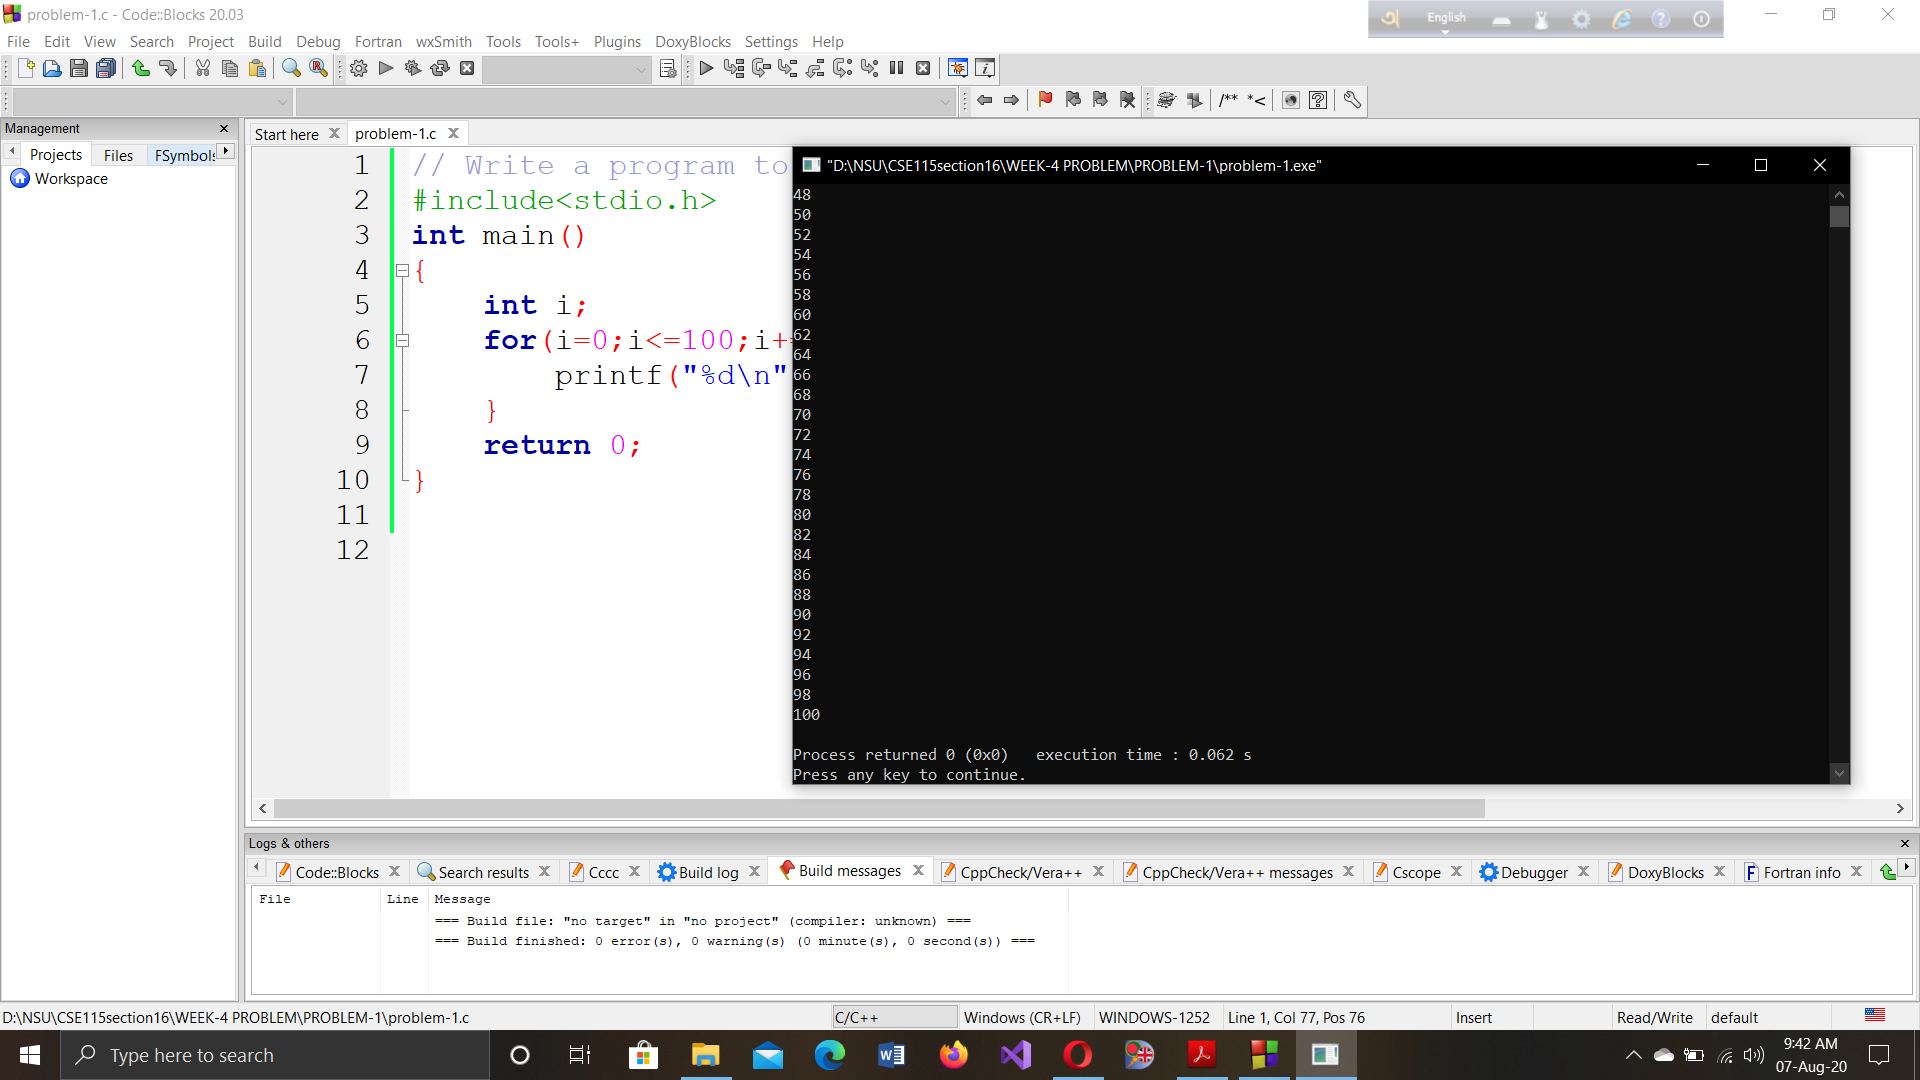 problem-1.c - Code::Blocks 20.03
English
File Edit View Search Project Build Debug Fortran wxSmith Tools Tools+ Plugins DoxyBlocks Settings Help
/** *<
Management
Projects Files FSymbols
Workspace
Start here problem-1.c
1 // Write a program to
2 #include<stdio.h>
3 int main()
4 {
5 int i;
6 for(i=0;i<=100;i+
7 printf("%d\n"
8 }
9 return 0;
10 }
11
12
"D:\NSU\CSE115section16\WEEK-4 PROBLEM\PROBLEM-1\problem-1.exe"
48
50
52
54
56
58
60
62
64
66
68
70
72
74
76
78
80
82
84
86
88
90
92
94
96
98
100
Process returned 0 (0x0)   execution time : 0.062 s
Press any key to continue.
Logs & others
Code::Blocks Search results Cccc Build log Build messages CppCheck/Vera++ CppCheck/Vera++ messages Cscope Debugger DoxyBlocks Fortran info
File Line Message
=== Build file: "no target" in "no project" (compiler: unknown) ===
=== Build finished: 0 error(s), 0 warning(s) (0 minute(s), 0 second(s)) ===
D:\NSU\CSE115section16\WEEK-4 PROBLEM\PROBLEM-1\problem-1.c C/C++ Windows (CR+LF) WINDOWS-1252 Line 1, Col 77, Pos 76 Insert Read/Write default
Type here to search
9:42 AM
07-Aug-20